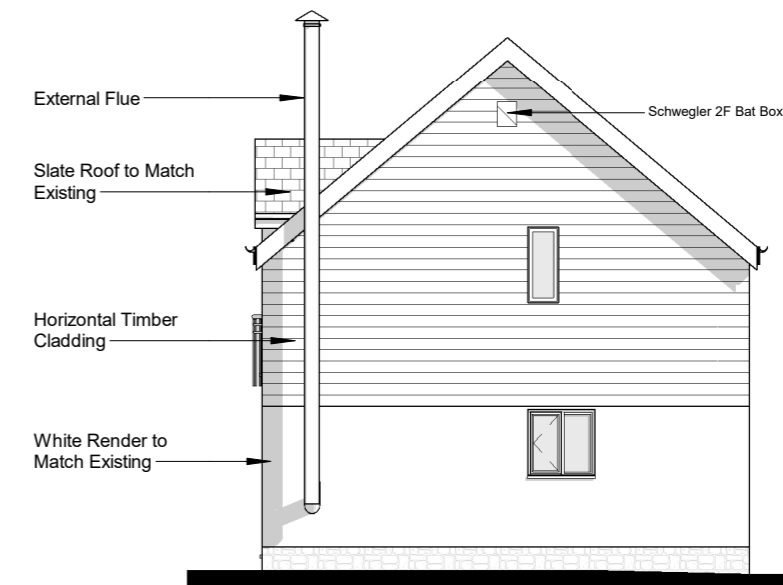 External Flue
Schwegler 2F Bat Box
Slate Roof to Match
Existing
Horizontal Timber
Cladding
White Render to
Match Existing